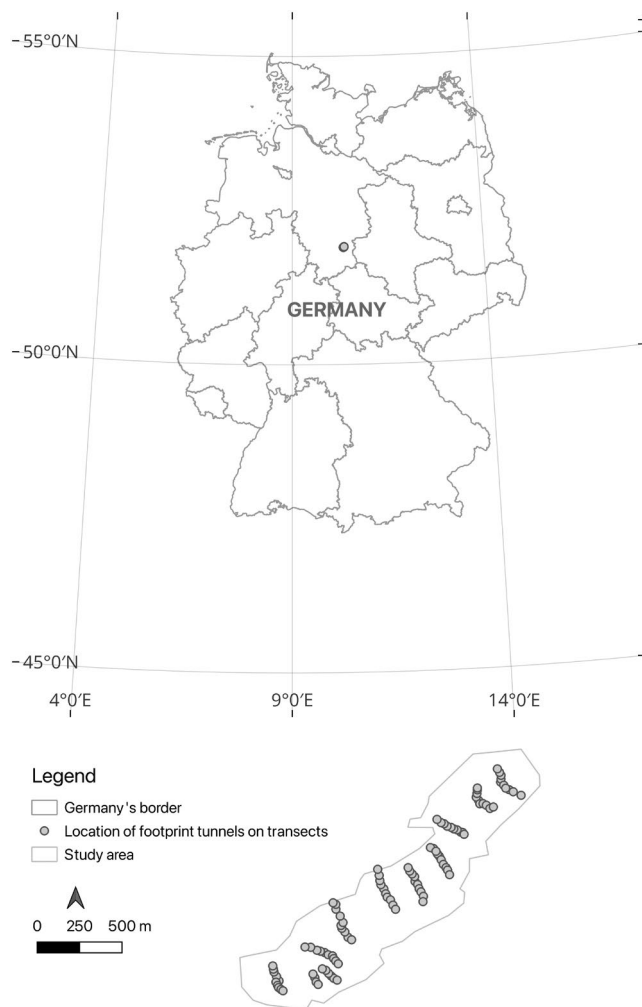 55°0′N
GERMANY
50°0′N
45°0′N
4°0′E 9°0′E 14°0′E
Legend
Germany's border
Location of footprint tunnels on transects
Study area
0 250 500 m